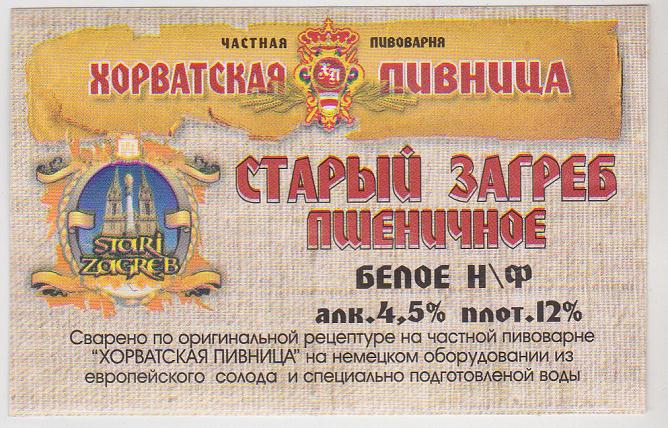 ЧАСТНАЯ ПИВОВАРНЯ
ХОРВАТСКАЯ ПИВНИЦА
СТАРЫЙ ЗАГРЕБ
ПШЕНИЧНОЕ
STARI
ZAGREB
БЕЛОЕ Н\Ф
алк.4,5% плот.12%
Сварено по оригинальной рецептуре на частной пивоварне
"ХОРВАТСКАЯ ПИВНИЦА" на немецком оборудовании из
европейского солода и специально подготовленой воды